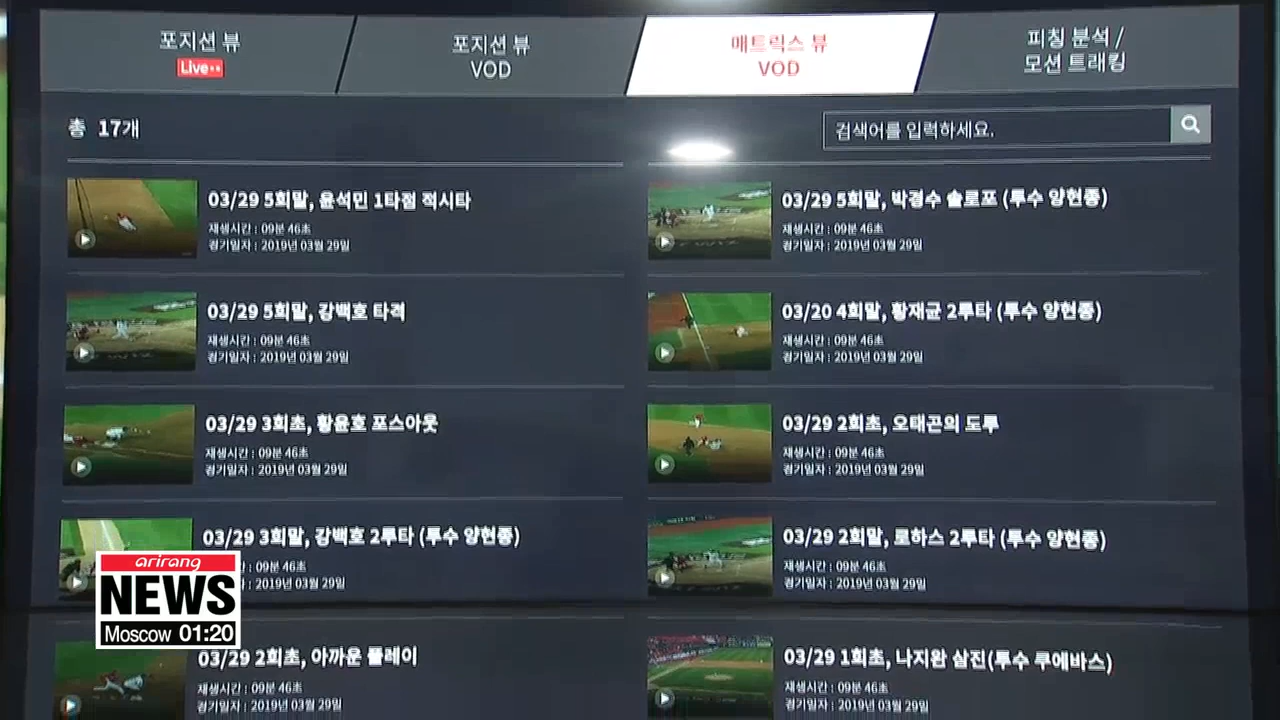 포지션 뷰
Live
포지션 뷰
VOD
매트릭스 뷰
VOD
피칭 분석 /
모션 트래킹
총 17개
검색어를 입력하세요.
03/29 5회말, 윤석민 1타점 적시타
재생시간 : 09분 46초
경기일자 : 2019년 03월 29일
03/29 5회말, 박경수 솔로포 (투수 양현종)
재생시간 : 09분 46초
경기일자 : 2019년 03월 29일
03/29 5회말, 강백호 타격
재생시간 : 09분 46초
경기일자 : 2019년 03월 29일
03/20 4회말, 황재균 2루타 (투수 양현종)
재생시간 : 09분 46초
경기일자 : 2019년 03월 29일
03/29 3회초, 황윤호 포스아웃
재생시간 : 09분 46초
경기일자 : 2019년 03월 29일
03/29 2회초, 오태곤의 도루
재생시간 : 09분 46초
경기일자 : 2019년 03월 29일
03/29 3회말, 강백호 2루타 (투수 양현종)
: 09분 46초
: 2019년 03월 29일
03/29 2회말, 로하스 2루타 (투수 양현종)
재생시간 : 09분 46초
경기일자 : 2019년 03월 29일
arirang
NEWS
Moscow 01:20
03/29 2회초, 아까운 플레이
재생시간 : 09분 46초
경기일자 : 2019년 03월 29일
03/29 1회초, 나지완 삼진(투수 쿠에바스)
재생시간 : 09분 46초
경기일자 : 2019년 03월 29일